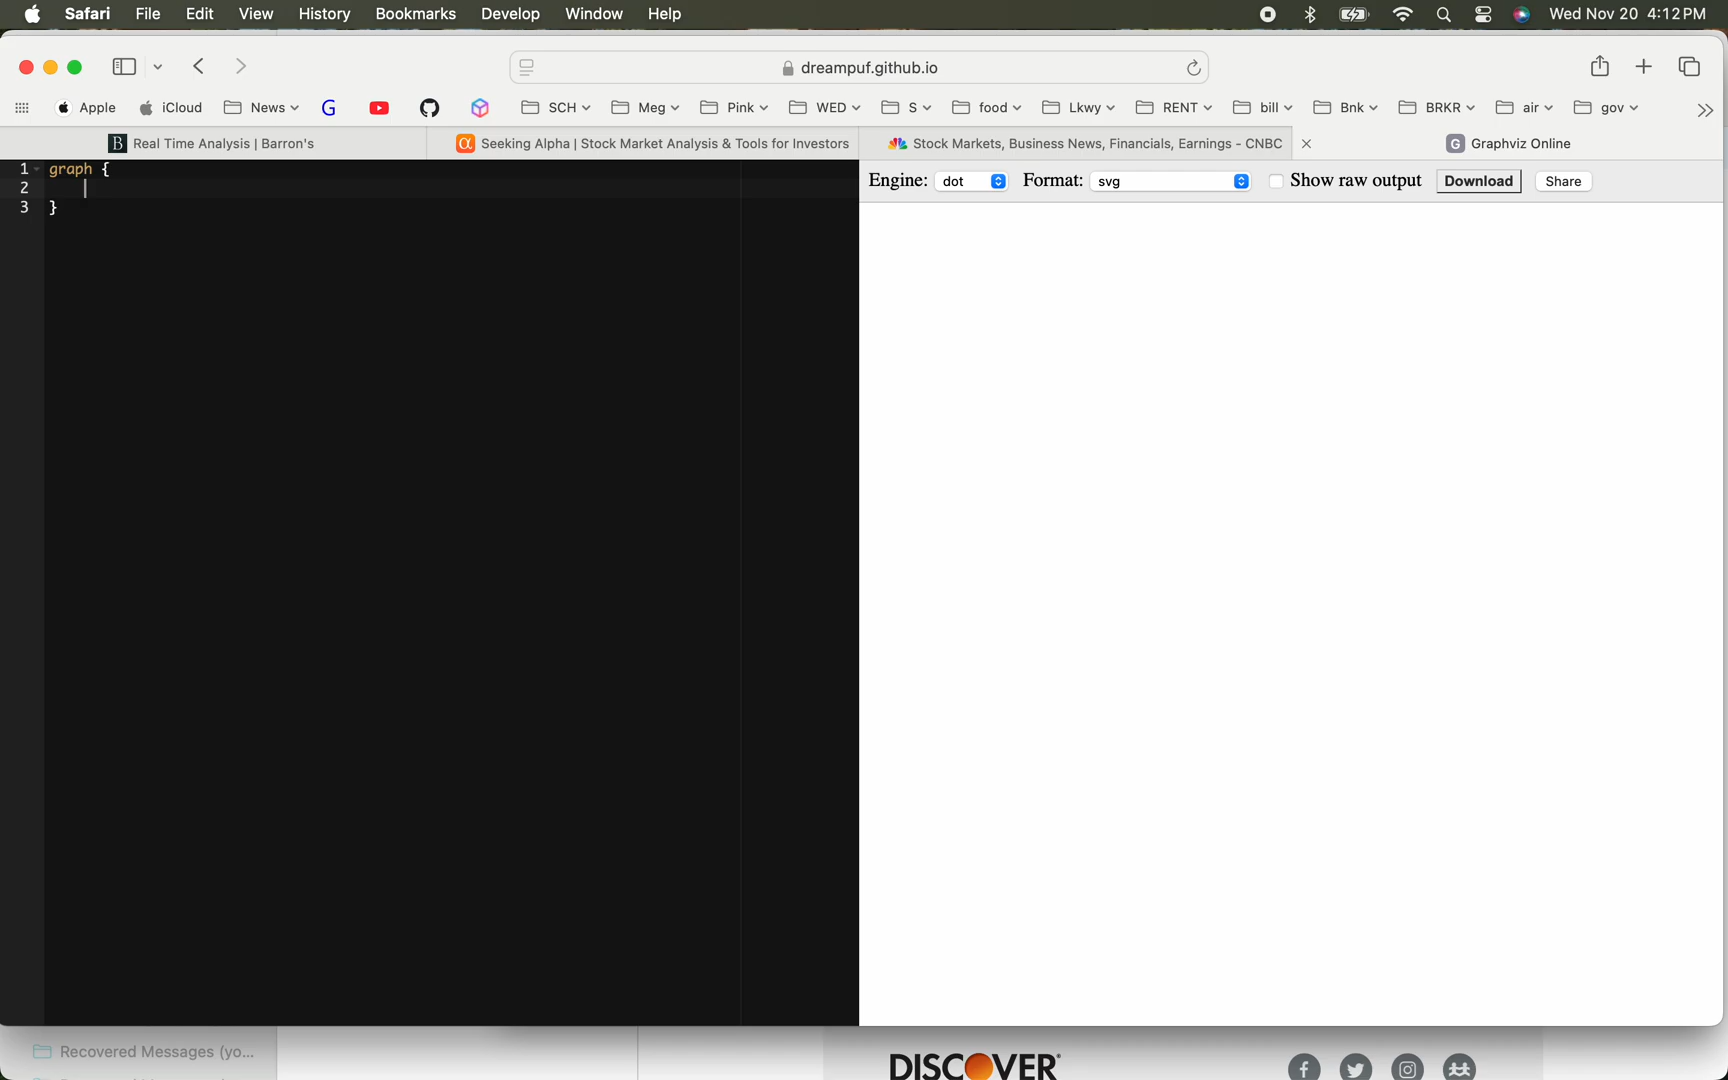 Safari File Edit View History Bookmarks Develop Window Help Wed Nov 20 4:12 PM
dreampuf.github.io
Apple iCloud News G SCH Meg Pink WED S food Lkwy RENT bill Bnk BRKR air gov
B Real Time Analysis | Barron's α Seeking Alpha | Stock Market Analysis & Tools for Investors Stock Markets, Business News, Financials, Earnings - CNBC G Graphviz Online
1 graph {
2
3 }
Engine: dot Format: svg Show raw output Download Share
Recovered Messages (yo...
DISCOVER